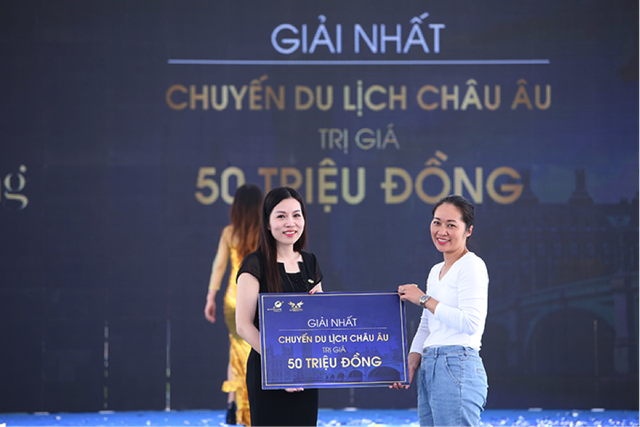 GIẢI NHẤT
CHUYẾN DU LỊCH CHÂU ÂU
TRỊ GIÁ
50 TRIỆU ĐỒNG
GIẢI NHẤT
CHUYẾN DU LỊCH CHÂU ÂU
TRỊ GIÁ
50 TRIỆU ĐỒNG